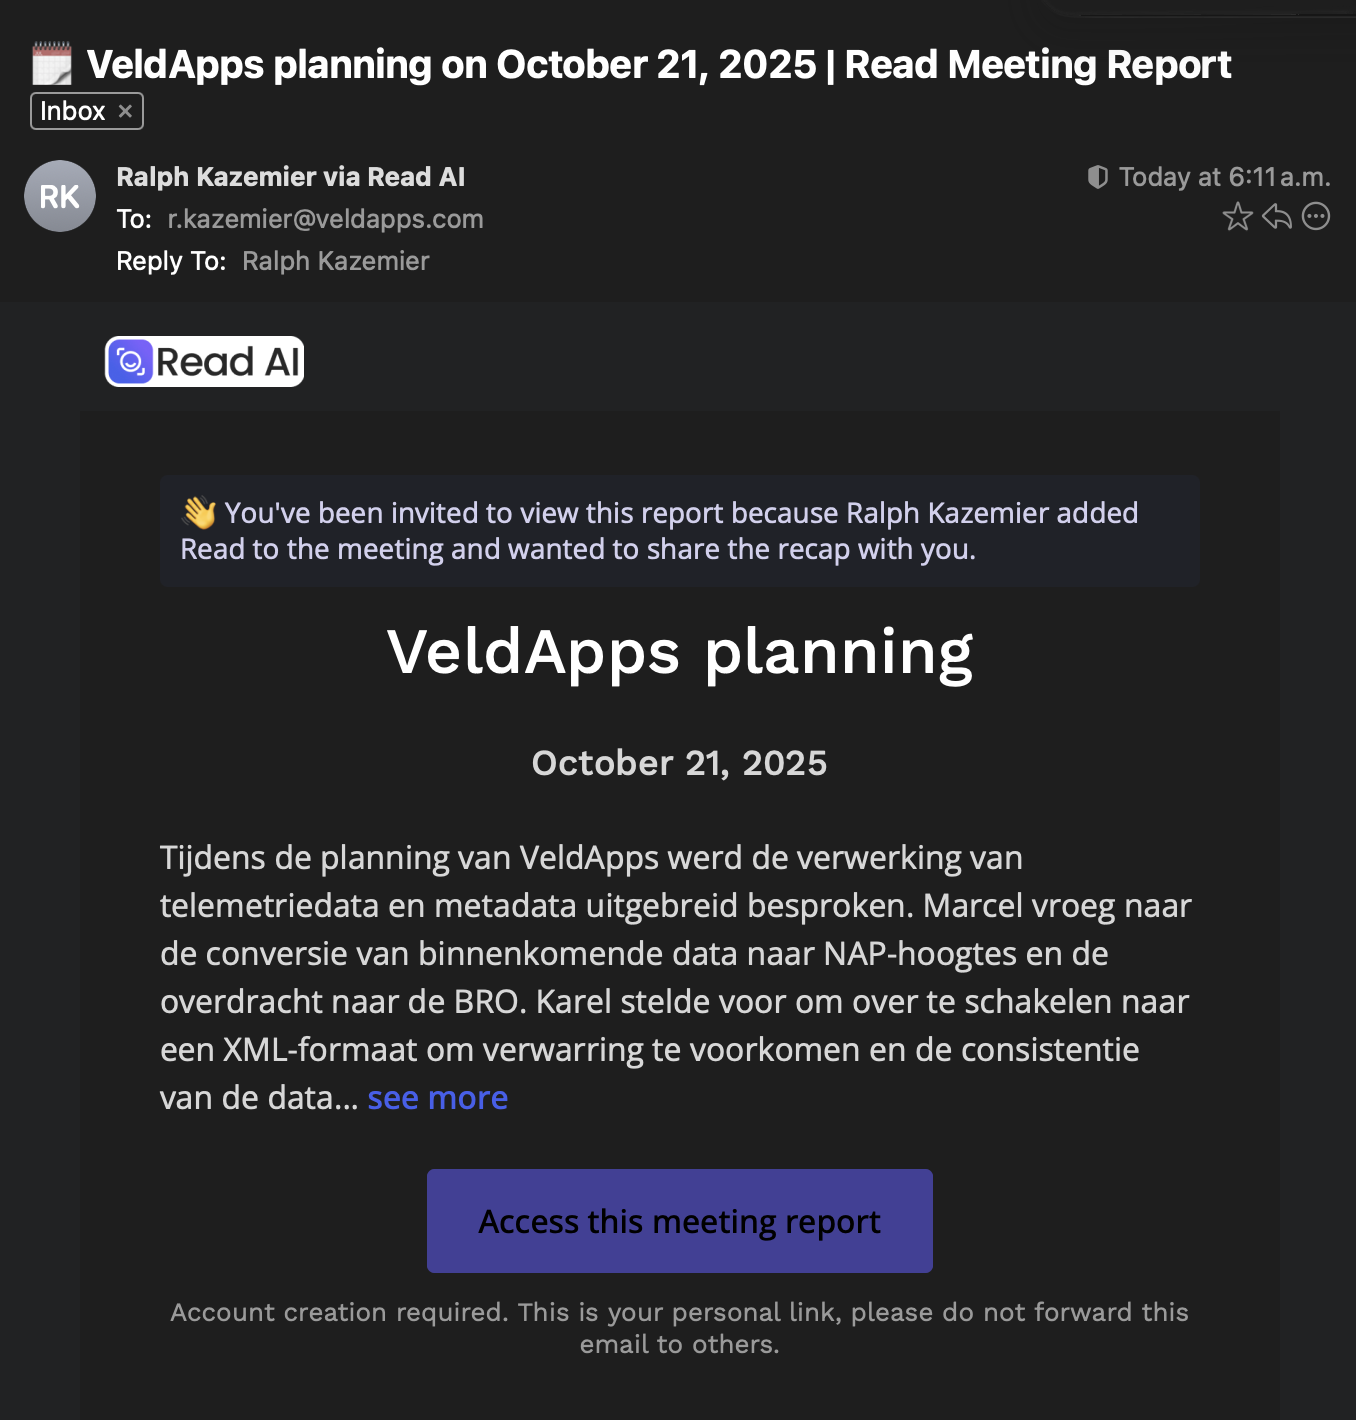 VeldApps planning on October 21, 2025 | Read Meeting Report
Inbox ×
RK
Ralph Kazemier via Read AI
Today at 6:11 a.m.
To: r.kazemier@veldapps.com
Reply To: Ralph Kazemier
Read AI
👋 You've been invited to view this report because Ralph Kazemier added
Read to the meeting and wanted to share the recap with you.
VeldApps planning
October 21, 2025
Tijdens de planning van VeldApps werd de verwerking van
telemetriedata en metadata uitgebreid besproken. Marcel vroeg naar
de conversie van binnenkomende data naar NAP-hoogtes en de
overdracht naar de BRO. Karel stelde voor om over te schakelen naar
een XML-formaat om verwarring te voorkomen en de consistentie
van de data... see more
Access this meeting report
Account creation required. This is your personal link, please do not forward this
email to others.